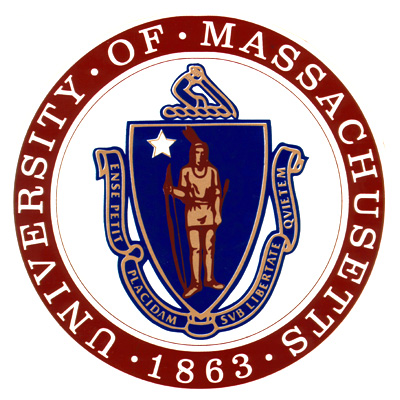 UNIVERSITY · OF · MASSACHUSETTS
· 1863 ·
ENSE PETIT
PLACIDAM
SVB LIBERTATE
QVIETEM